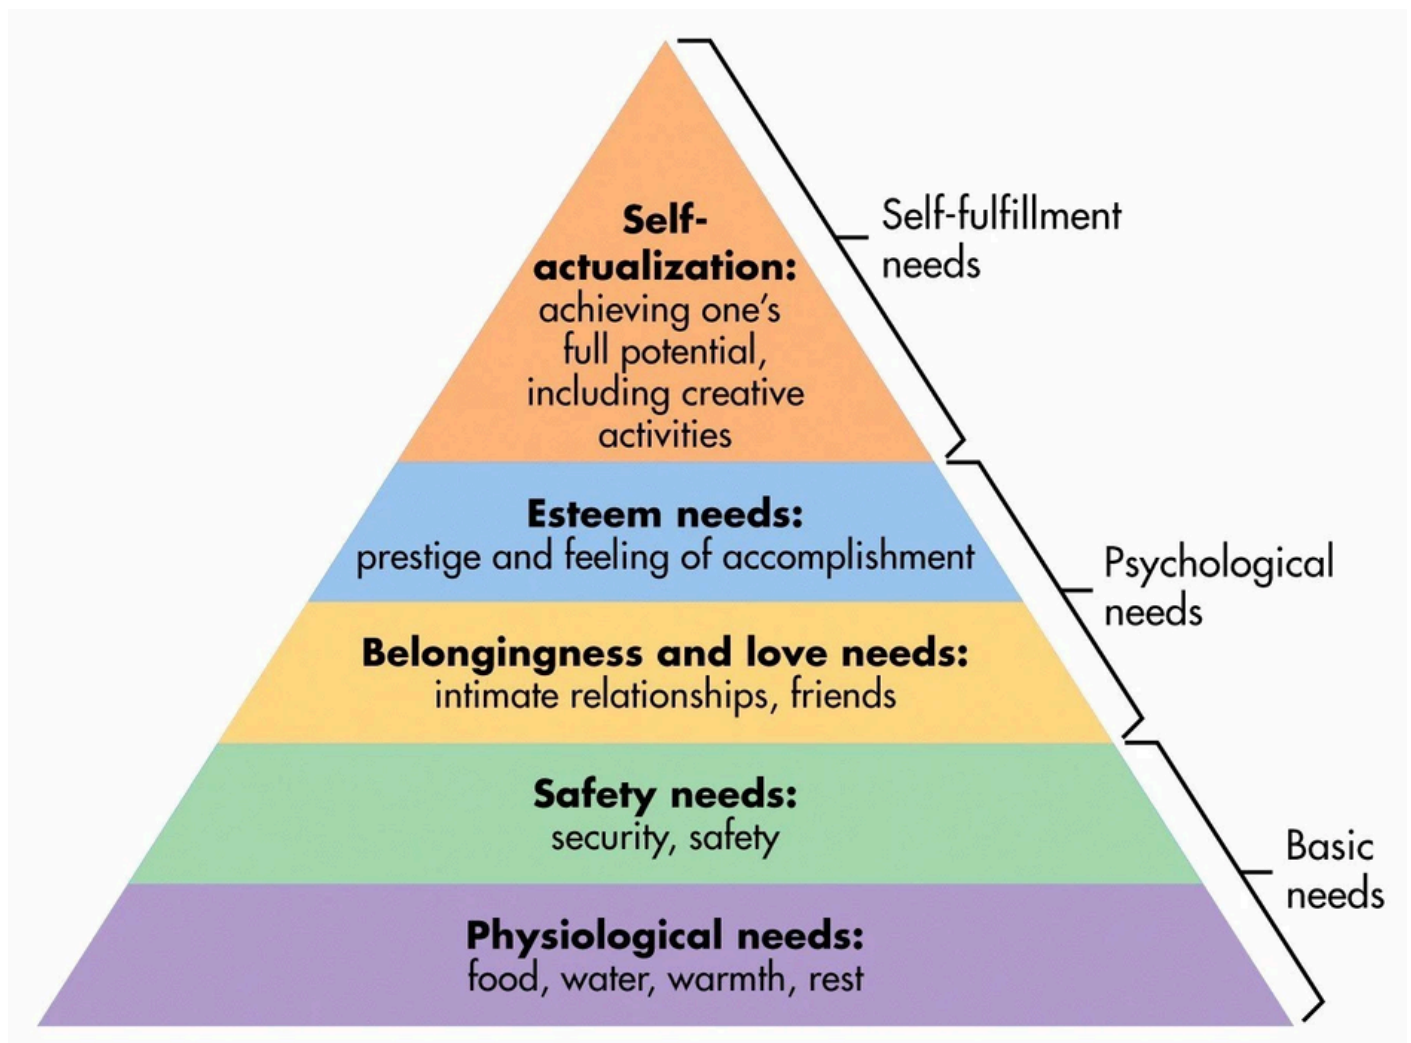 Self-
actualization:
achieving one’s
full potential,
including creative
activities
Self-fulfillment
needs
Esteem needs:
prestige and feeling of accomplishment
Psychological
needs
Belongingness and love needs:
intimate relationships, friends
Safety needs:
security, safety
Basic
needs
Physiological needs:
food, water, warmth, rest